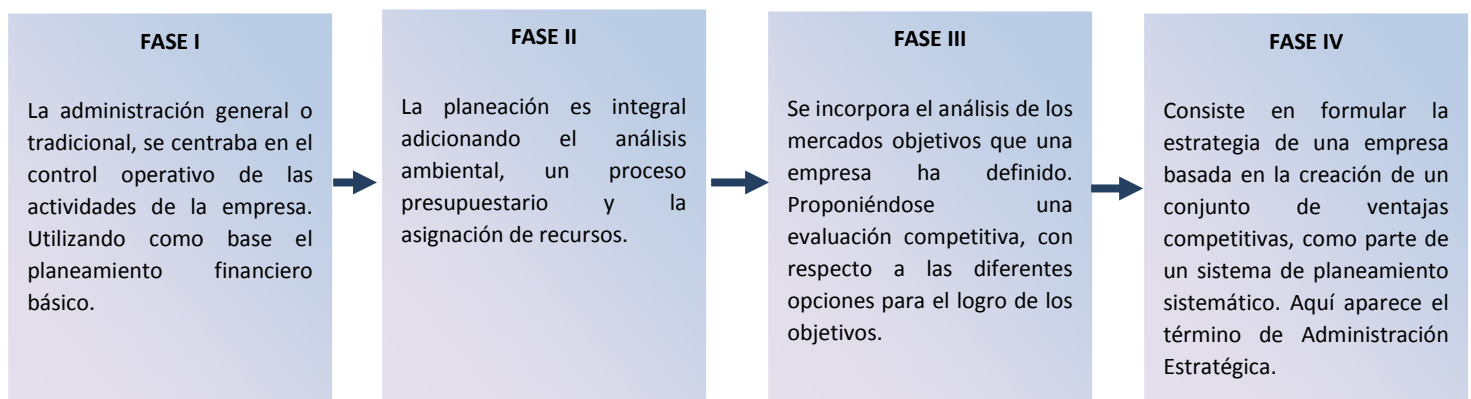 FASE I
La administración general o
tradicional, se centraba en el
control operativo de las
actividades de la empresa.
Utilizando como base el
planeamiento financiero
básico.
FASE II
La planeación es integral
adicionando el análisis
ambiental, un proceso
presupuestario y la
asignación de recursos.
FASE III
Se incorpora el análisis de los
mercados objetivos que una
empresa ha definido.
Proponiéndose una
evaluación competitiva, con
respecto a las diferentes
opciones para el logro de los
objetivos.
FASE IV
Consiste en formular la
estrategia de una empresa
basada en la creación de un
conjunto de ventajas
competitivas, como parte de
un sistema de planeamiento
sistemático. Aquí aparece el
término de Administración
Estratégica.